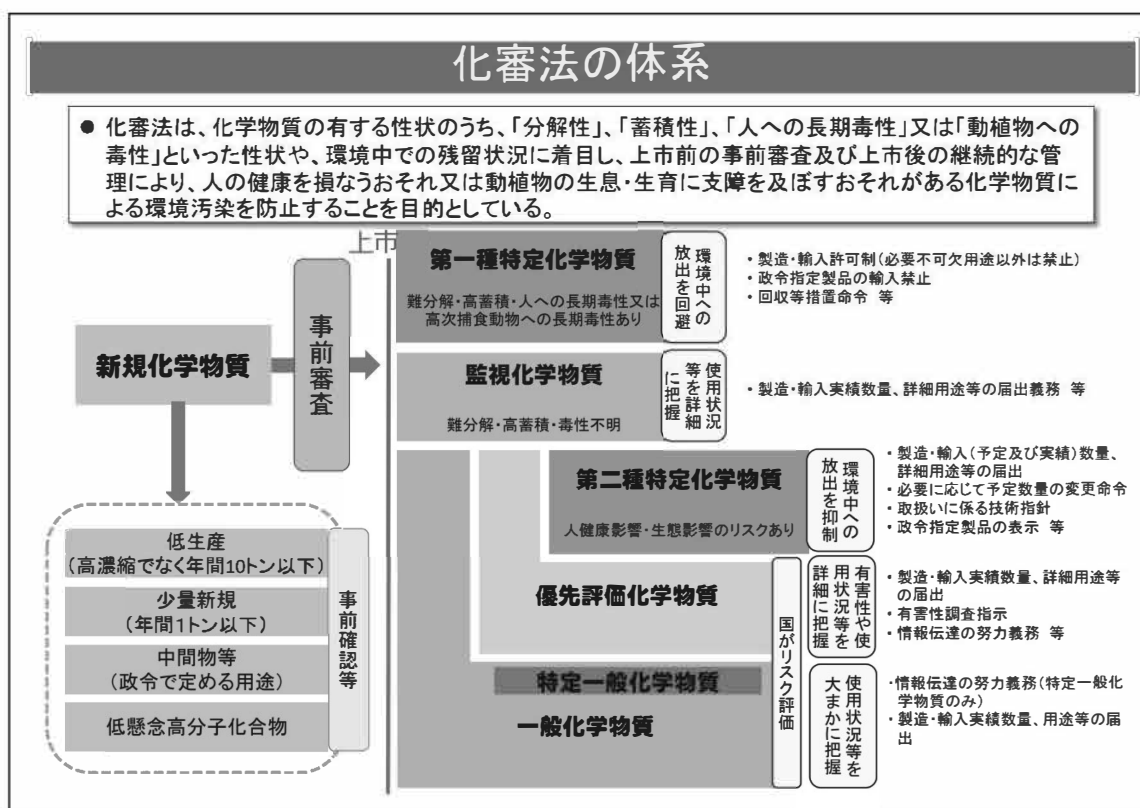 化審法の体系
● 化審法は、化学物質の有する性状のうち、「分解性」、「蓄積性」、「人への長期毒性」又は「動植物への
毒性」といった性状や、環境中での残留状況に着目し、上市前の事前審査及び上市後の継続的な管
理により、人の健康を損なうおそれ又は動植物の生息・生育に支障を及ぼすおそれがある化学物質に
よる環境汚染を防止することを目的としている。
上市
新規化学物質
事前審査
低生産
(高濃縮でなく年間10トン以下)
少量新規
(年間1トン以下)
中間物等
(政令で定める用途)
低懸念高分子化合物
事前確認等
第一種特定化学物質
難分解・高蓄積・人への長期毒性又は
高次捕食動物への長期毒性あり
環境中への
放出を回避
・製造・輸入許可制(必要不可欠用途以外は禁止)
・政令指定製品の輸入禁止
・回収等措置命令 等
監視化学物質
難分解・高蓄積・毒性不明
使用状況
等を詳細
に把握
・製造・輸入実績数量、詳細用途等の届出義務 等
第二種特定化学物質
人健康影響・生態影響のリスクあり
環境中への
放出を抑制
・製造・輸入(予定及び実績)数量、
詳細用途等の届出
・必要に応じて予定数量の変更命令
・取扱いに係る技術指針
・政令指定製品の表示 等
優先評価化学物質
国がリスク評価
有害性や使
用状況等を
詳細に把握
・製造・輸入実績数量、詳細用途等
の届出
・有害性調査指示
・情報伝達の努力義務 等
特定一般化学物質
一般化学物質
使用状況等を
大まかに把握
・情報伝達の努力義務(特定一般化
学物質のみ)
・製造・輸入実績数量、用途等の届
出